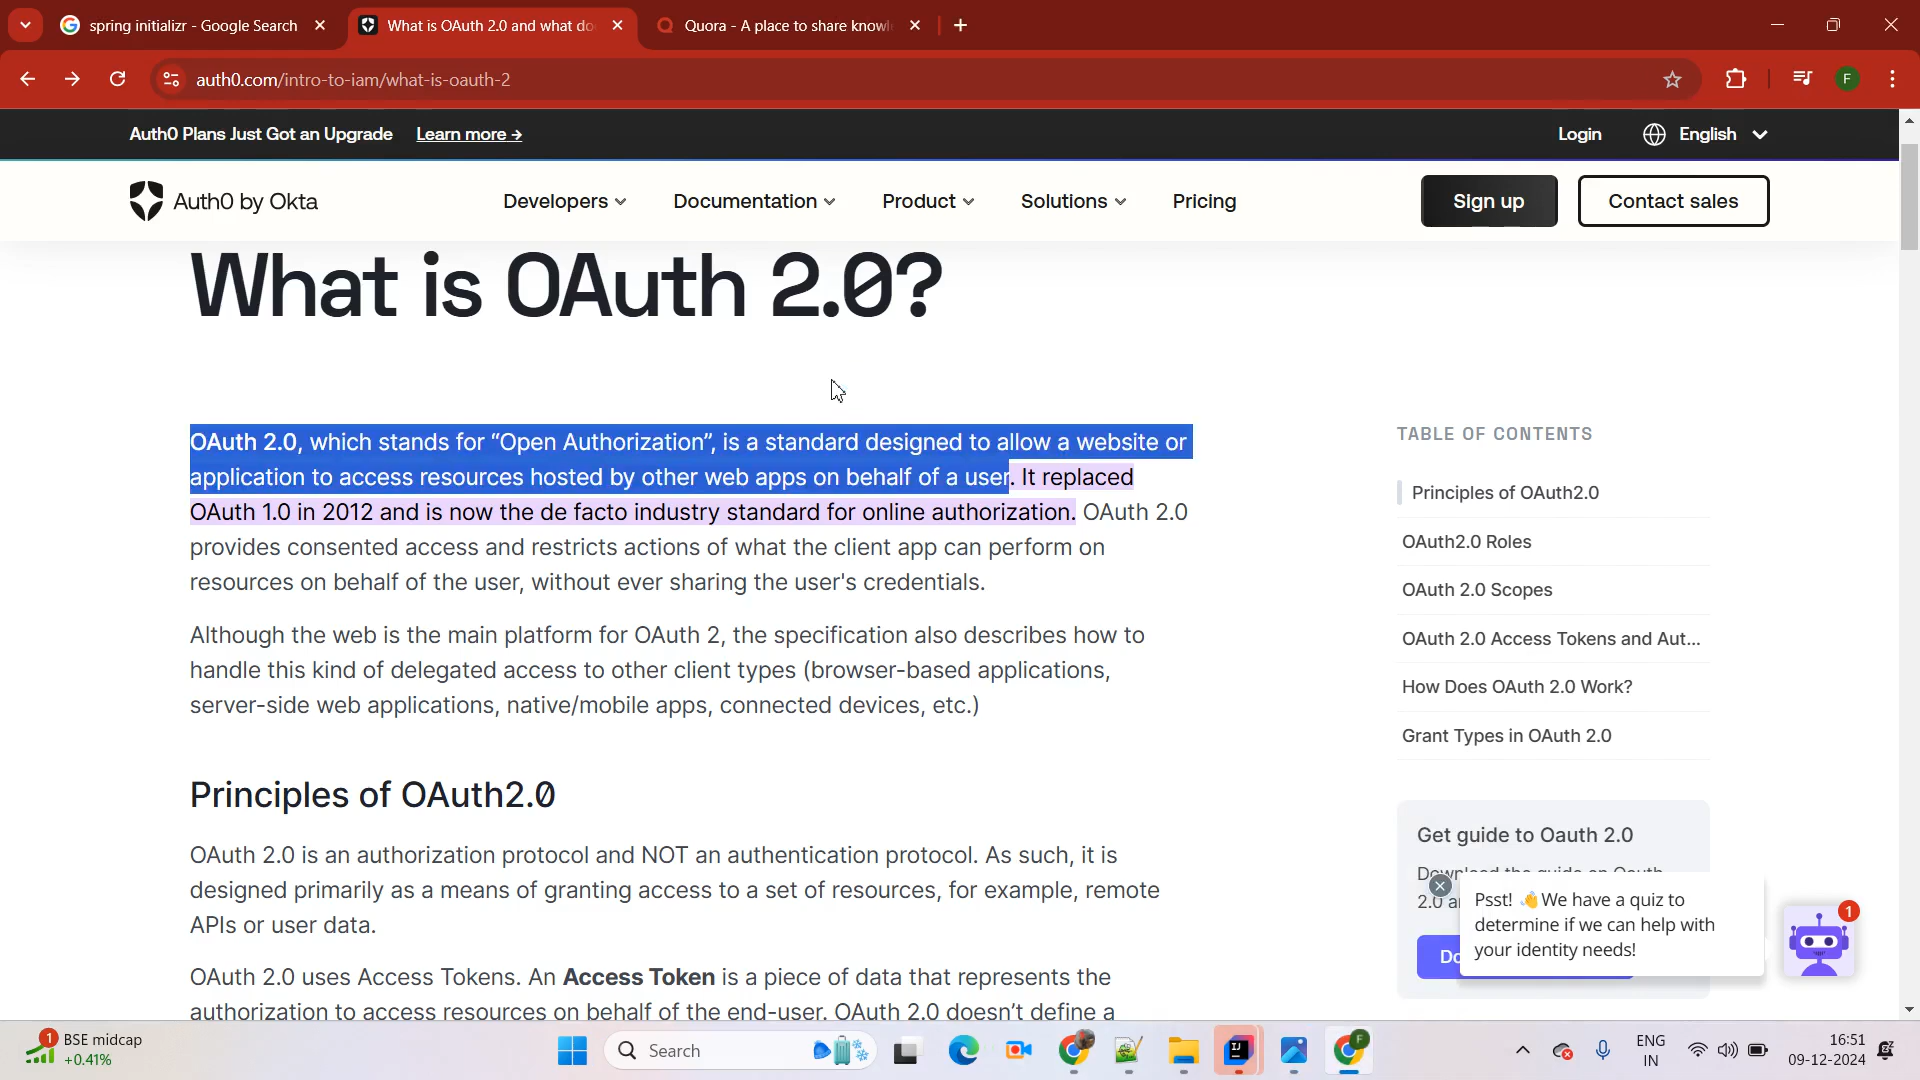 spring initializr - Google Search
What is OAuth 2.0 and what do
Quora - A place to share knowl
auth0.com/intro-to-iam/what-is-oauth-2
F
Auth0 Plans Just Got an Upgrade Learn more →
Login English
Auth0 by Okta Developers Documentation Product Solutions Pricing Sign up Contact sales
What is OAuth 2.0?
OAuth 2.0, which stands for “Open Authorization”, is a standard designed to allow a website or
application to access resources hosted by other web apps on behalf of a user. It replaced
OAuth 1.0 in 2012 and is now the de facto industry standard for online authorization. OAuth 2.0
provides consented access and restricts actions of what the client app can perform on
resources on behalf of the user, without ever sharing the user's credentials.
Although the web is the main platform for OAuth 2, the specification also describes how to
handle this kind of delegated access to other client types (browser-based applications,
server-side web applications, native/mobile apps, connected devices, etc.)
Principles of OAuth2.0
OAuth 2.0 is an authorization protocol and NOT an authentication protocol. As such, it is
designed primarily as a means of granting access to a set of resources, for example, remote
APIs or user data.
OAuth 2.0 uses Access Tokens. An Access Token is a piece of data that represents the
authorization to access resources on behalf of the end-user. OAuth 2.0 doesn’t define a
TABLE OF CONTENTS
Principles of OAuth2.0
OAuth2.0 Roles
OAuth 2.0 Scopes
OAuth 2.0 Access Tokens and Aut...
How Does OAuth 2.0 Work?
Grant Types in OAuth 2.0
Get guide to Oauth 2.0
2.0
Psst! 👋We have a quiz to
determine if we can help with
your identity needs!
1
1
BSE midcap
+0.41%
Search
F
ENG
IN
16:51
09-12-2024